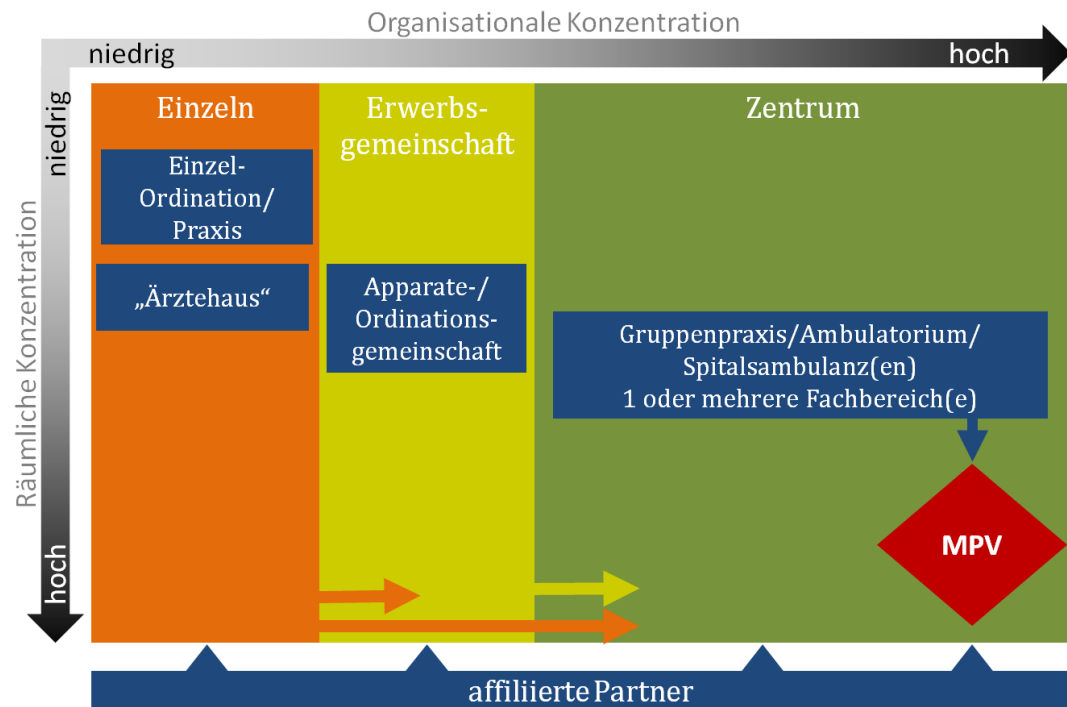 Organisationale Konzentration
niedrig
hoch
Räumliche Konzentration
niedrig
hoch
Einzeln
Einzel-
Ordination/
Praxis
„Ärztehaus“
Erwerbs-
gemeinschaft
Apparate-/
Ordinations-
gemeinschaft
Zentrum
Gruppenpraxis/Ambulatorium/
Spitalsambulanz(en)
1 oder mehrere Fachbereich(e)
MPV
affiliierte Partner